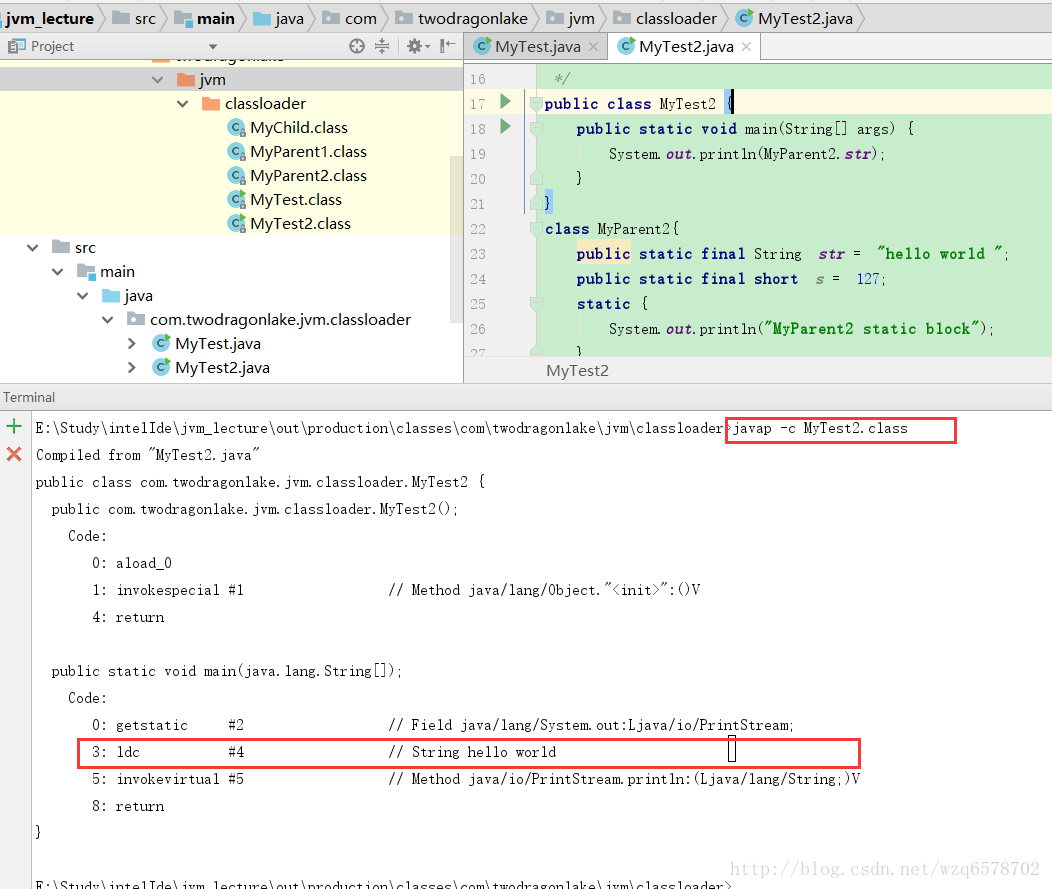 jvm_lecture src main java com twodragonlake jvm classloader MyTest2.java
Project
MyTest.java MyTest2.java
twodragonlake
jvm
classloader
MyChild.class
MyParent1.class
MyParent2.class
MyTest.class
MyTest2.class
src
main
java
com.twodragonlake.jvm.classloader
MyTest.java
MyTest2.java
16 */
17 public class MyTest2 {
18 public static void main(String[] args) {
19 System.out.println(MyParent2.str);
20 }
21 }
22 class MyParent2{
23 public static final String str = "hello world ";
24 public static final short s = 127;
25 static {
26 System.out.println("MyParent2 static block");
27 }
MyTest2
Terminal
E:\Study\intelIde\jvm_lecture\out\production\classes\com\twodragonlake\jvm\classloader>javap -c MyTest2.class
Compiled from "MyTest2.java"
public class com.twodragonlake.jvm.classloader.MyTest2 {
public com.twodragonlake.jvm.classloader.MyTest2();
Code:
0: aload_0
1: invokespecial #1 // Method java/lang/Object."<init>":()V
4: return
public static void main(java.lang.String[]);
Code:
0: getstatic #2 // Field java/lang/System.out:Ljava/io/PrintStream;
3: ldc #4 // String hello world
5: invokevirtual #5 // Method java/io/PrintStream.println:(Ljava/lang/String;)V
8: return
}
http://blog.csdn.net/wzq6578702
E:\Study\intelIde\jvm_lecture\out\production\classes\com\twodragonlake\jvm\classloader>